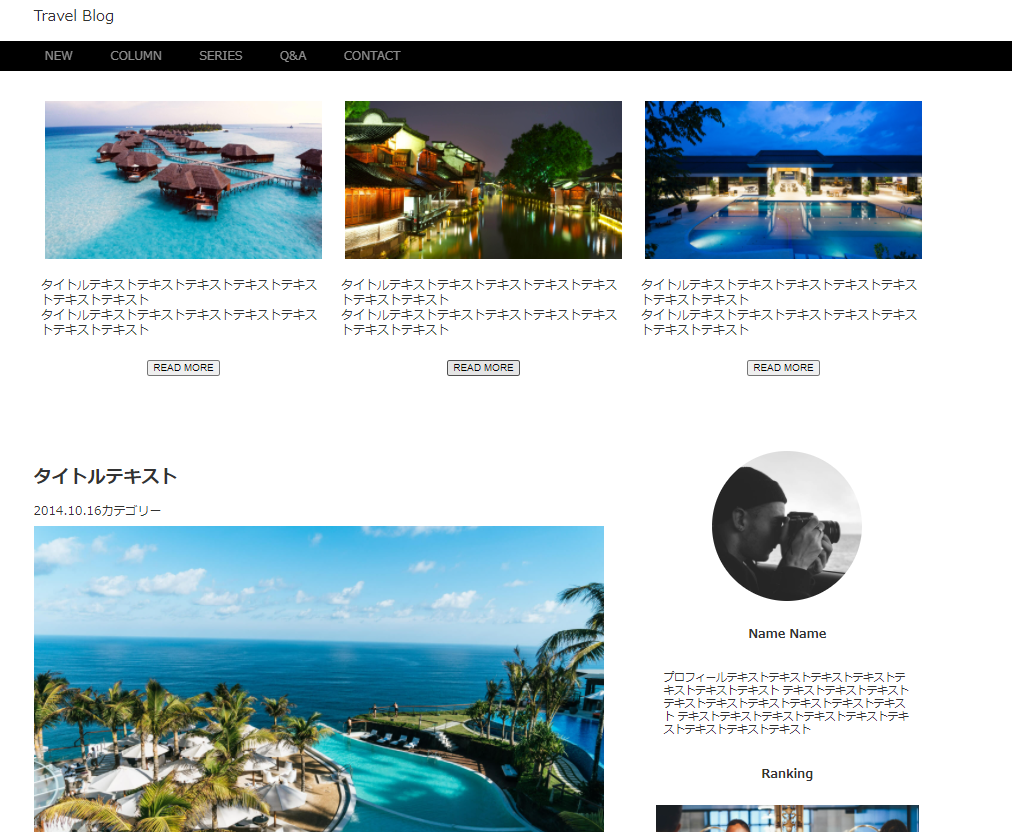 Travel Blog
NEW COLUMN SERIES Q&A CONTACT
タイトルテキストテキストテキストテキストテキス
トテキストテキスト
タイトルテキストテキストテキストテキストテキス
トテキストテキスト
READ MORE
タイトルテキストテキストテキストテキストテキス
トテキストテキスト
タイトルテキストテキストテキストテキストテキス
トテキストテキスト
READ MORE
タイトルテキストテキストテキストテキストテキス
トテキストテキスト
タイトルテキストテキストテキストテキストテキス
トテキストテキスト
READ MORE
タイトルテキスト
2014.10.16カテゴリー
Name Name
プロフィールテキストテキストテキストテキストテ
キストテキストテキスト テキストテキストテキスト
テキストテキストテキストテキストテキストテキス
ト テキストテキストテキストテキストテキストテキ
ストテキストテキストテキスト
Ranking